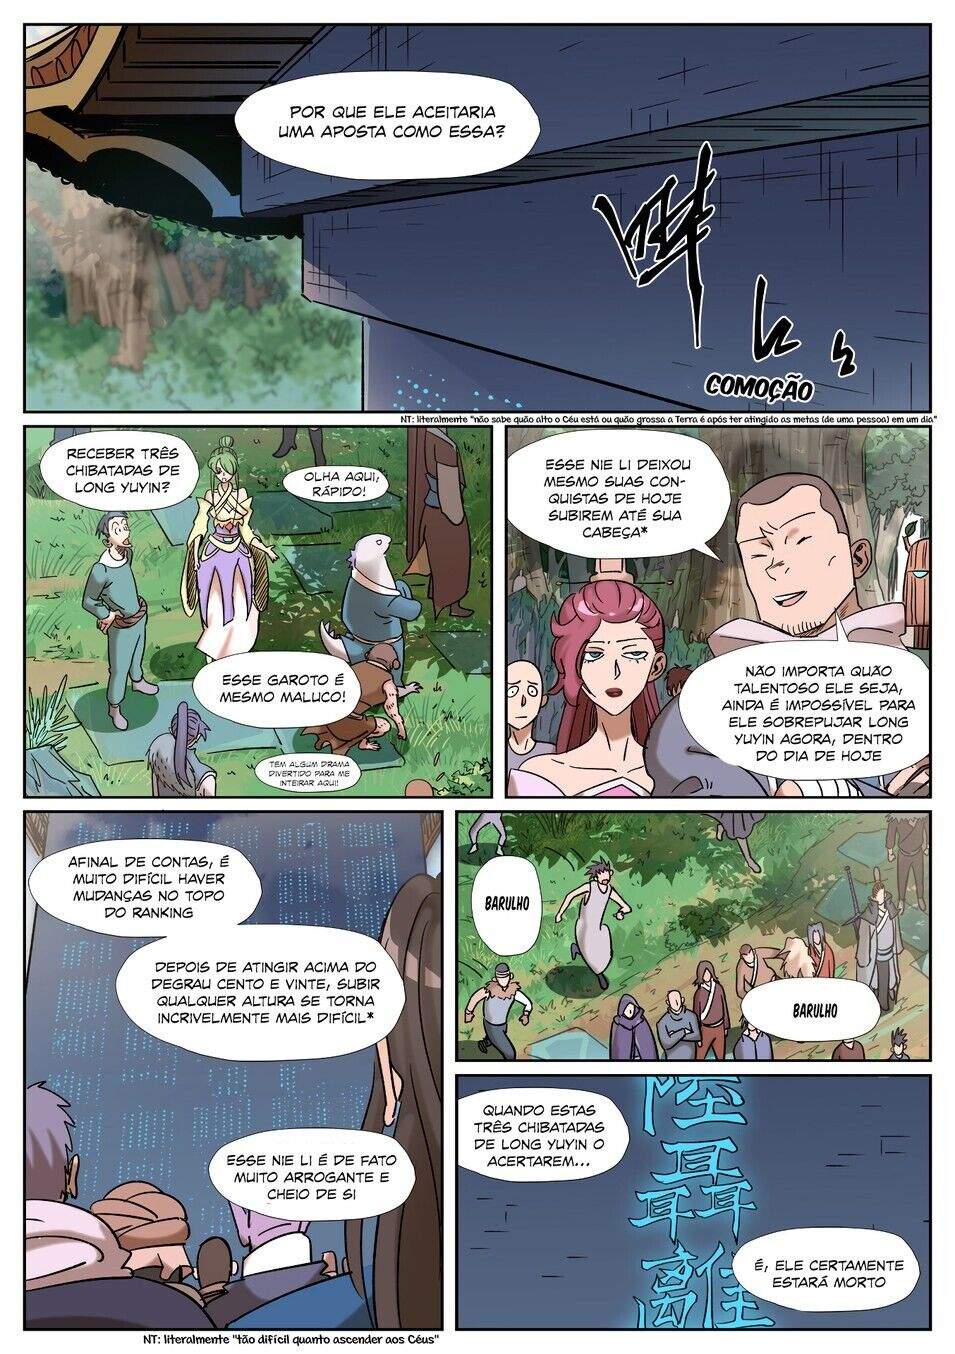 POR QUE ELE ACEITARIA
UMA APOSTA COMO ESSA?
COMOÇÃO
NT: literalmente "não sabe quão alto o Céu está ou quão grossa a Terra é após ter atingido as metas (de uma pessoa) em um dia"
RECEBER TRÊS
CHIBATADAS DE
LONG YUYIN?
OLHA AQUI,
RÁPIDO!
ESSE GAROTO É
MESMO MALUCO!
TEM ALGUM DRAMA
DIVERTIDO PARA ME
INTEIRAR AQUI!
ESSE NIE LI DEIXOU
MESMO SUAS CON-
QUISTAS DE HOJE
SUBIREM ATÉ SUA
CABEÇA*
NÃO IMPORTA QUÃO
TALENTOSO ELE SEJA,
AINDA É IMPOSSÍVEL PARA
ELE SOBREPUJAR LONG
YUYIN AGORA, DENTRO
DO DIA DE HOJE
AFINAL DE CONTAS, É
MUITO DIFÍCIL HAVER
MUDANÇAS NO TOPO
DO RANKING
DEPOIS DE ATINGIR ACIMA DO
DEGRAU CENTO E VINTE, SUBIR
QUALQUER ALTURA SE TORNA
INCRIVELMENTE MAIS DIFÍCIL*
ESSE NIE LI É DE FATO
MUITO ARROGANTE E
CHEIO DE SI
NT: literalmente "tão difícil quanto ascender aos Céus"
BARULHO
BARULHO
QUANDO ESTAS
TRÊS CHIBATADAS
DE LONG YUYIN O
ACERTAREM...
陸
聶
離
É, ELE CERTAMENTE
ESTARÁ MORTO